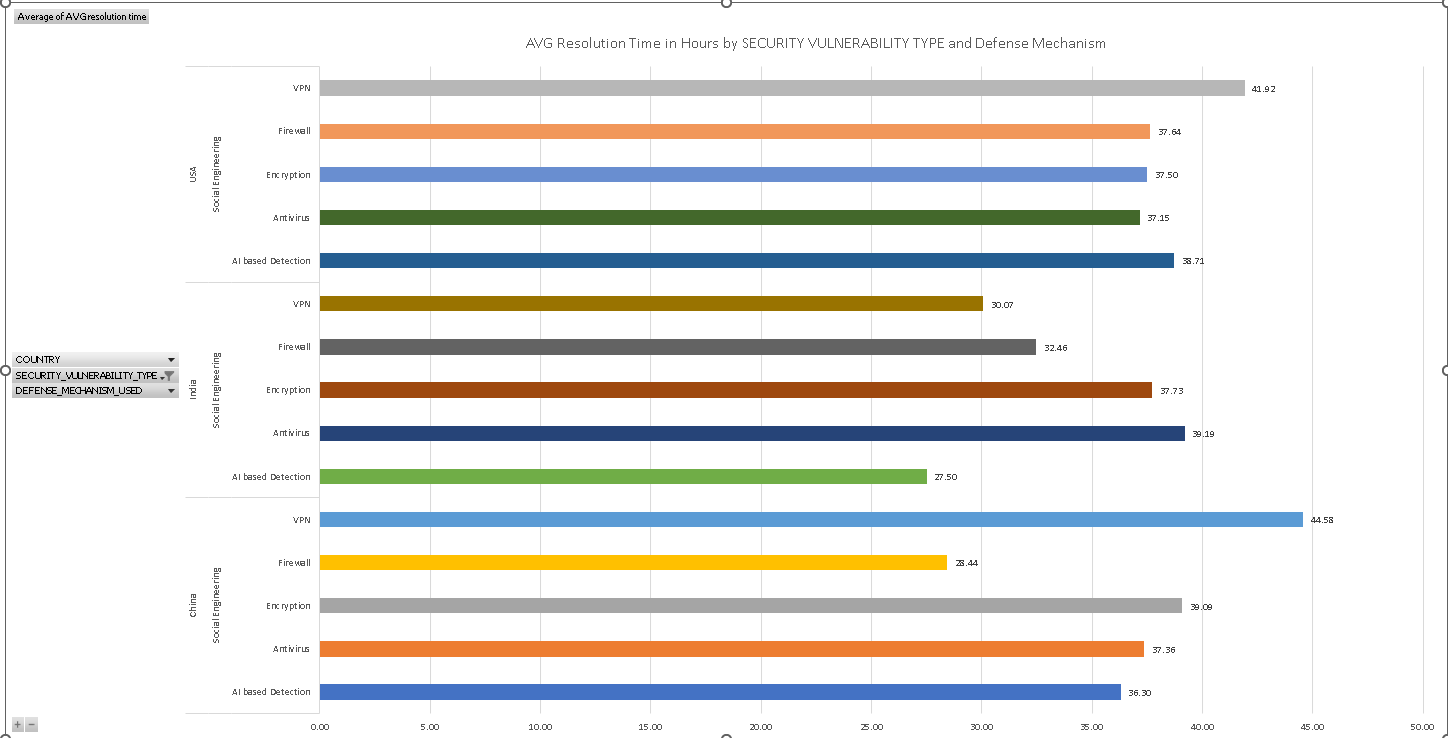 Average of AVG resolution time
AVG Resolution Time in Hours by SECURITY VULNERABILITY TYPE and Defense Mechanism
USA
Social Engineering
VPN
41.92
Firewall
37.64
Encryption
37.50
Antivirus
37.15
AI based Detection
38.71
India
Social Engineering
VPN
30.07
Firewall
32.46
Encryption
37.73
Antivirus
39.19
AI based Detection
27.50
China
Social Engineering
VPN
44.58
Firewall
28.44
Encryption
39.09
Antivirus
37.36
AI based Detection
36.30
COUNTRY
SECURITY_VULNERABILITY_TYPE
DEFENSE_MECHANISM_USED
+ −
0.00 5.00 10.00 15.00 20.00 25.00 30.00 35.00 40.00 45.00 50.00